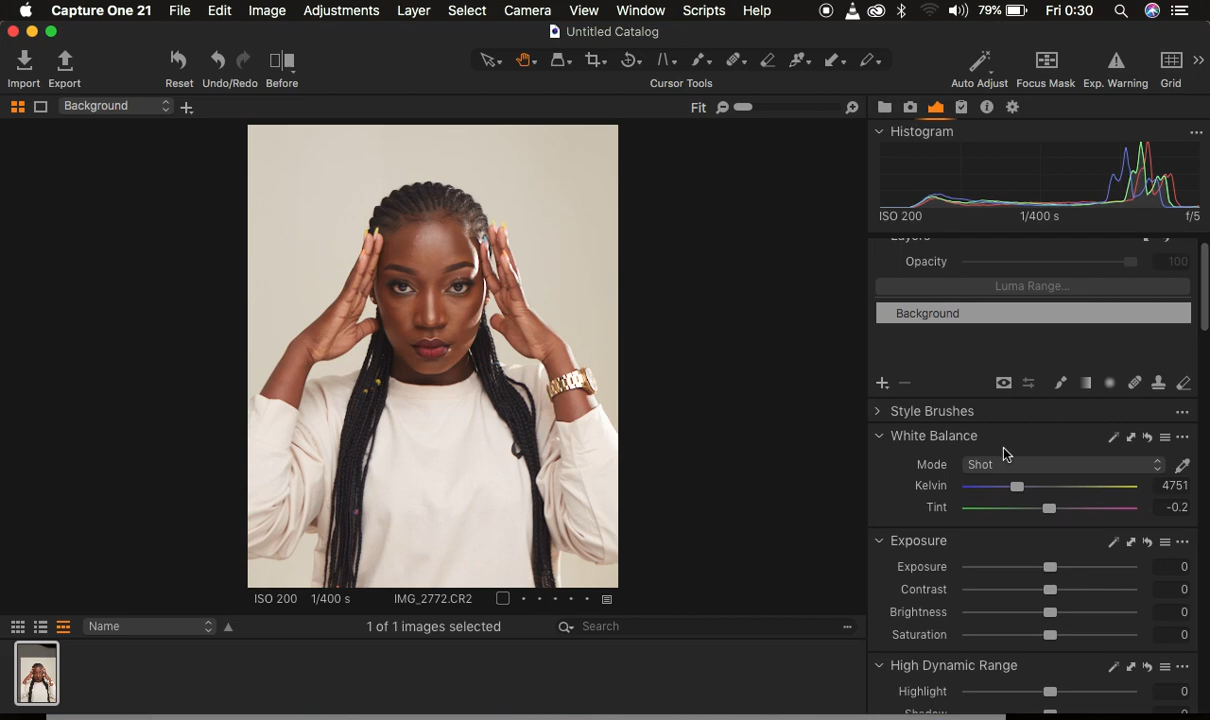 Capture One 21 File Edit Image Adjustments Layer Select Camera View Window Scripts Help 79% Fri 0:30
Untitled Catalog
Import Export Reset Undo/Redo Before Cursor Tools Auto Adjust Focus Mask Exp. Warning Grid
Background Fit
Histogram
ISO 200 1/400 s f/5
Layers
Opacity 100
Luma Range...
Background
Style Brushes
White Balance
Mode Shot
Kelvin 4751
Tint -0.2
Exposure
Exposure 0
Contrast 0
Brightness 0
Saturation 0
High Dynamic Range
Highlight 0
Shadow 0
ISO 200 1/400 s IMG_2772.CR2
Name 1 of 1 images selected Search